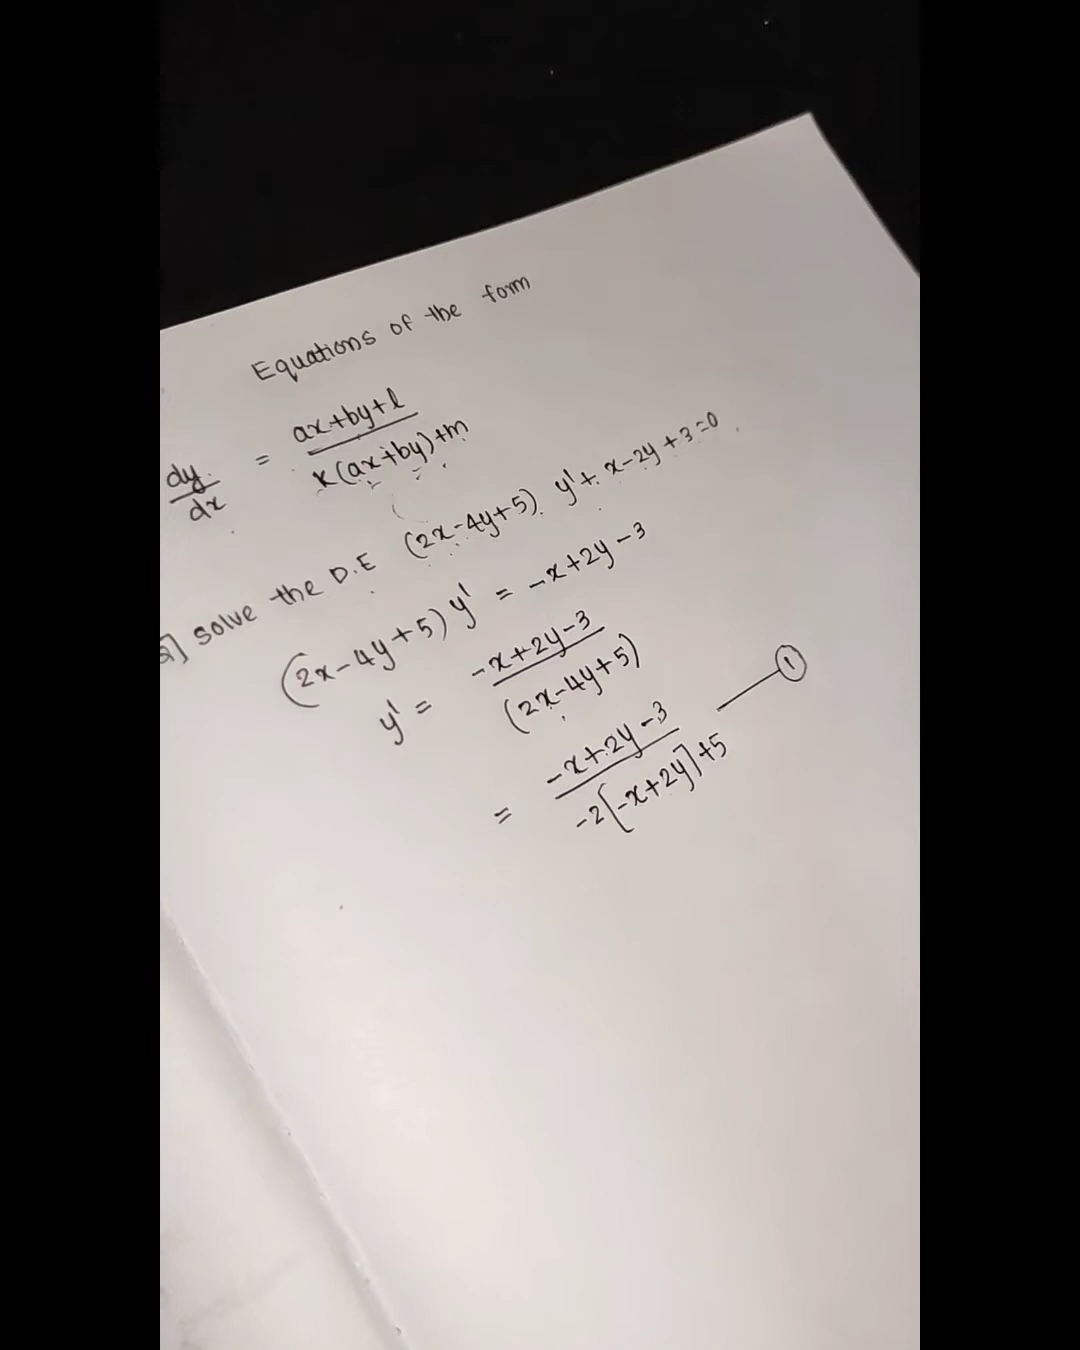 Equations of the form
dy/dx = ax+by+l / k(ax+by)+m
Q] solve the D.E (2x-4y+5) y' + x-2y+3=0
(2x-4y+5) y' = -x+2y-3
y' = -x+2y-3 / (2x-4y+5)
= -x+2y-3 / -2[-x+2y]+5 — ①